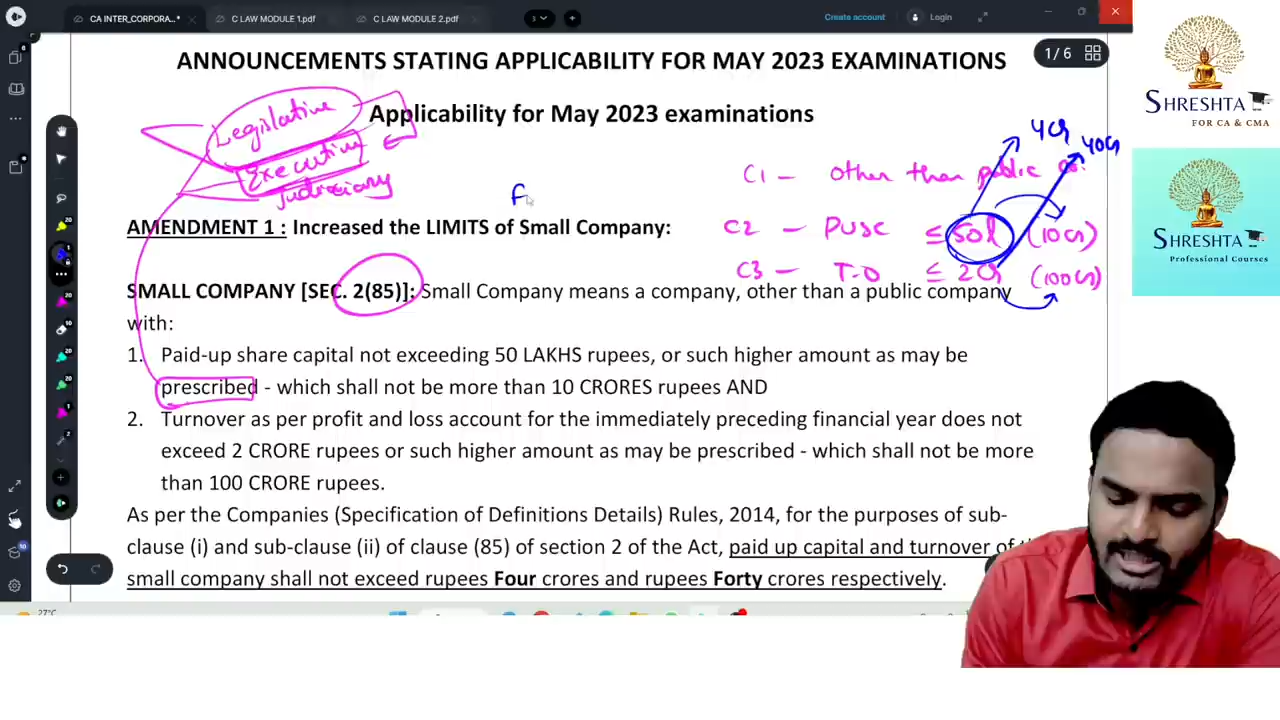 CA INTER_CORPORA...*
C LAW MODULE 1.pdf
C LAW MODULE 2.pdf
3
Create account
Login
ANNOUNCEMENTS STATING APPLICABILITY FOR MAY 2023 EXAMINATIONS
1/6
Applicability for May 2023 examinations
Legislative
Executive
Judiciary
4Cr
40Cr
C1 - Other than public co.
C2 - PUSC ≤ 50l (10Cr)
C3 - T.O ≤ 2Cr (100Cr)
F
AMENDMENT 1 : Increased the LIMITS of Small Company:
SMALL COMPANY [SEC. 2(85)]: Small Company means a company, other than a public company
with:
1. Paid-up share capital not exceeding 50 LAKHS rupees, or such higher amount as may be
prescribed - which shall not be more than 10 CRORES rupees AND
2. Turnover as per profit and loss account for the immediately preceding financial year does not
exceed 2 CRORE rupees or such higher amount as may be prescribed - which shall not be more
than 100 CRORE rupees.
As per the Companies (Specification of Definitions Details) Rules, 2014, for the purposes of sub-
clause (i) and sub-clause (ii) of clause (85) of section 2 of the Act, paid up capital and turnover of
small company shall not exceed rupees Four crores and rupees Forty crores respectively.
27°C
SHRESHTA
FOR CA & CMA
SHRESHTA
Professional Courses